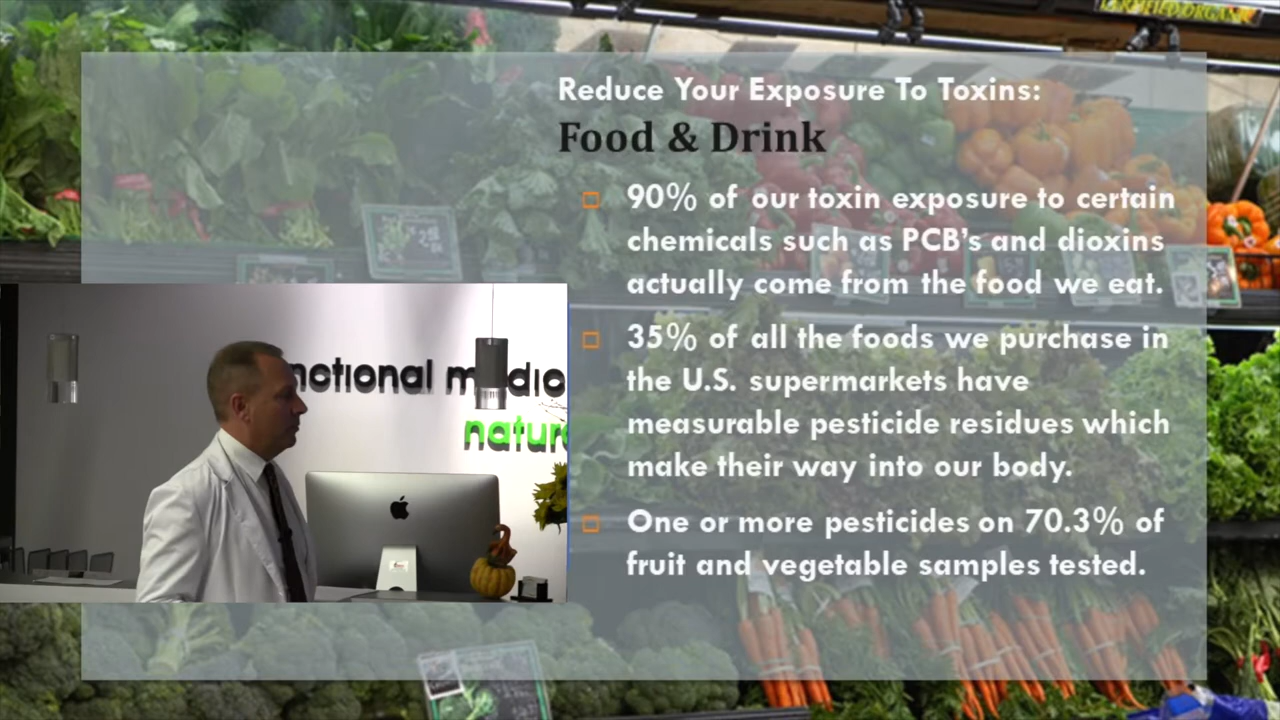 CERTIFIED ORGANIC
Reduce Your Exposure To Toxins:
Food & Drink
90% of our toxin exposure to certain
chemicals such as PCB's and dioxins
actually come from the food we eat.
35% of all the foods we purchase in
the U.S. supermarkets have
measurable pesticide residues which
make their way into our body.
One or more pesticides on 70.3% of
fruit and vegetable samples tested.